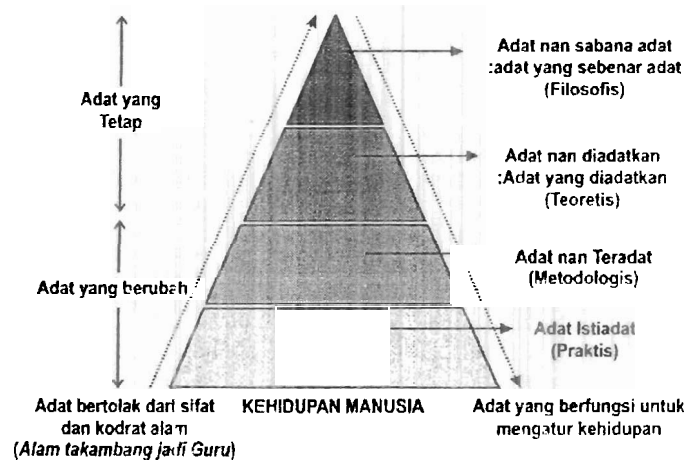 Adat nan sabana adat
:adat yang sebenar adat
(Filosofis)
Adat yang
Tetap
Adat nan diadatkan
:Adat yang diadatkan
(Teoretis)
Adat nan Teradat
(Metodologis)
Adat yang berubah
Adat Istiadat
(Praktis)
Adat bertolak dari sifat
dan kodrat alam
(Alam takambang jadi Guru)
KEHIDUPAN MANUSIA
Adat yang berfungsi untuk
mengatur kehidupan